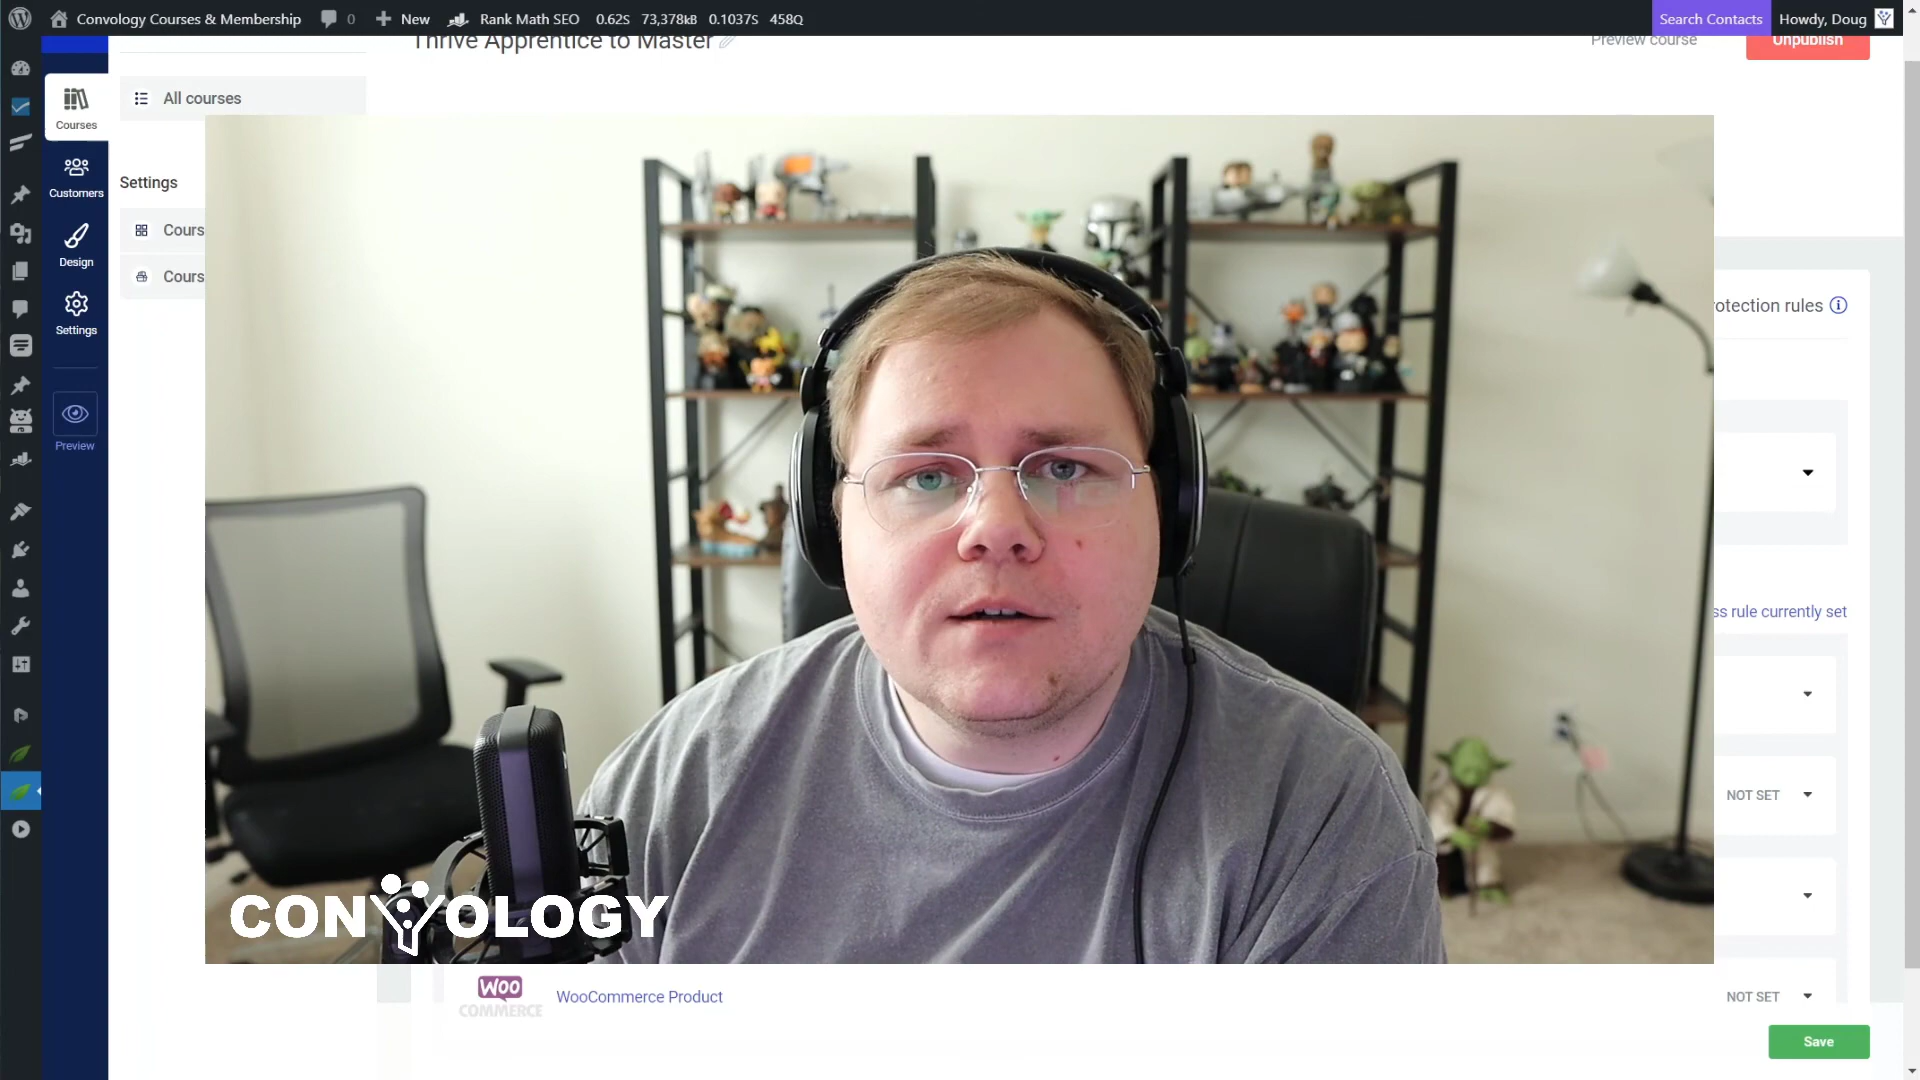 Convology Courses & Membership 0 New Rank Math SEO 0.62S 73,378kB 0.1037S 458Q Search Contacts Howdy, Doug
Thrive Apprentice to Master Preview course Unpublish
Courses
All courses
Customers
Settings
Cours
Design
Cours
Settings
otection rules
Preview
ss rule currently set
NOT SET
CONVOLOGY
WOO
COMMERCE
WooCommerce Product
NOT SET
Save